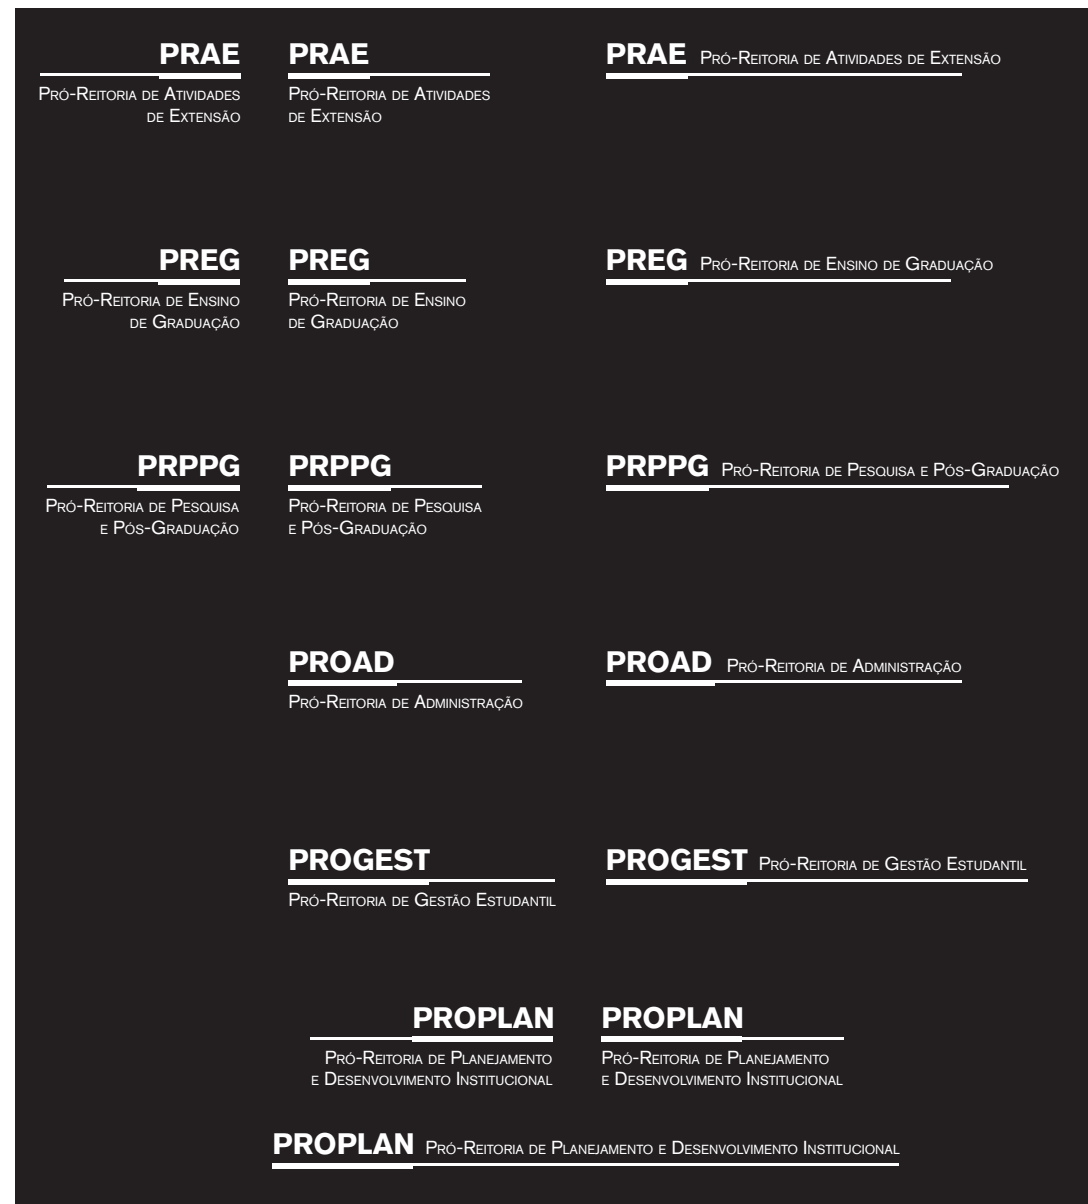 PRAE
Pró-Reitoria de Atividades
de Extensão
PRAE
Pró-Reitoria de Atividades
de Extensão
PRAE Pró-Reitoria de Atividades de Extensão
PREG
Pró-Reitoria de Ensino
de Graduação
PREG
Pró-Reitoria de Ensino
de Graduação
PREG Pró-Reitoria de Ensino de Graduação
PRPPG
Pró-Reitoria de Pesquisa
e Pós-Graduação
PRPPG
Pró-Reitoria de Pesquisa
e Pós-Graduação
PRPPG Pró-Reitoria de Pesquisa e Pós-Graduação
PROAD
Pró-Reitoria de Administração
PROAD Pró-Reitoria de Administração
PROGEST
Pró-Reitoria de Gestão Estudantil
PROGEST Pró-Reitoria de Gestão Estudantil
PROPLAN
Pró-Reitoria de Planejamento
e Desenvolvimento Institucional
PROPLAN
Pró-Reitoria de Planejamento
e Desenvolvimento Institucional
PROPLAN Pró-Reitoria de Planejamento e Desenvolvimento Institucional